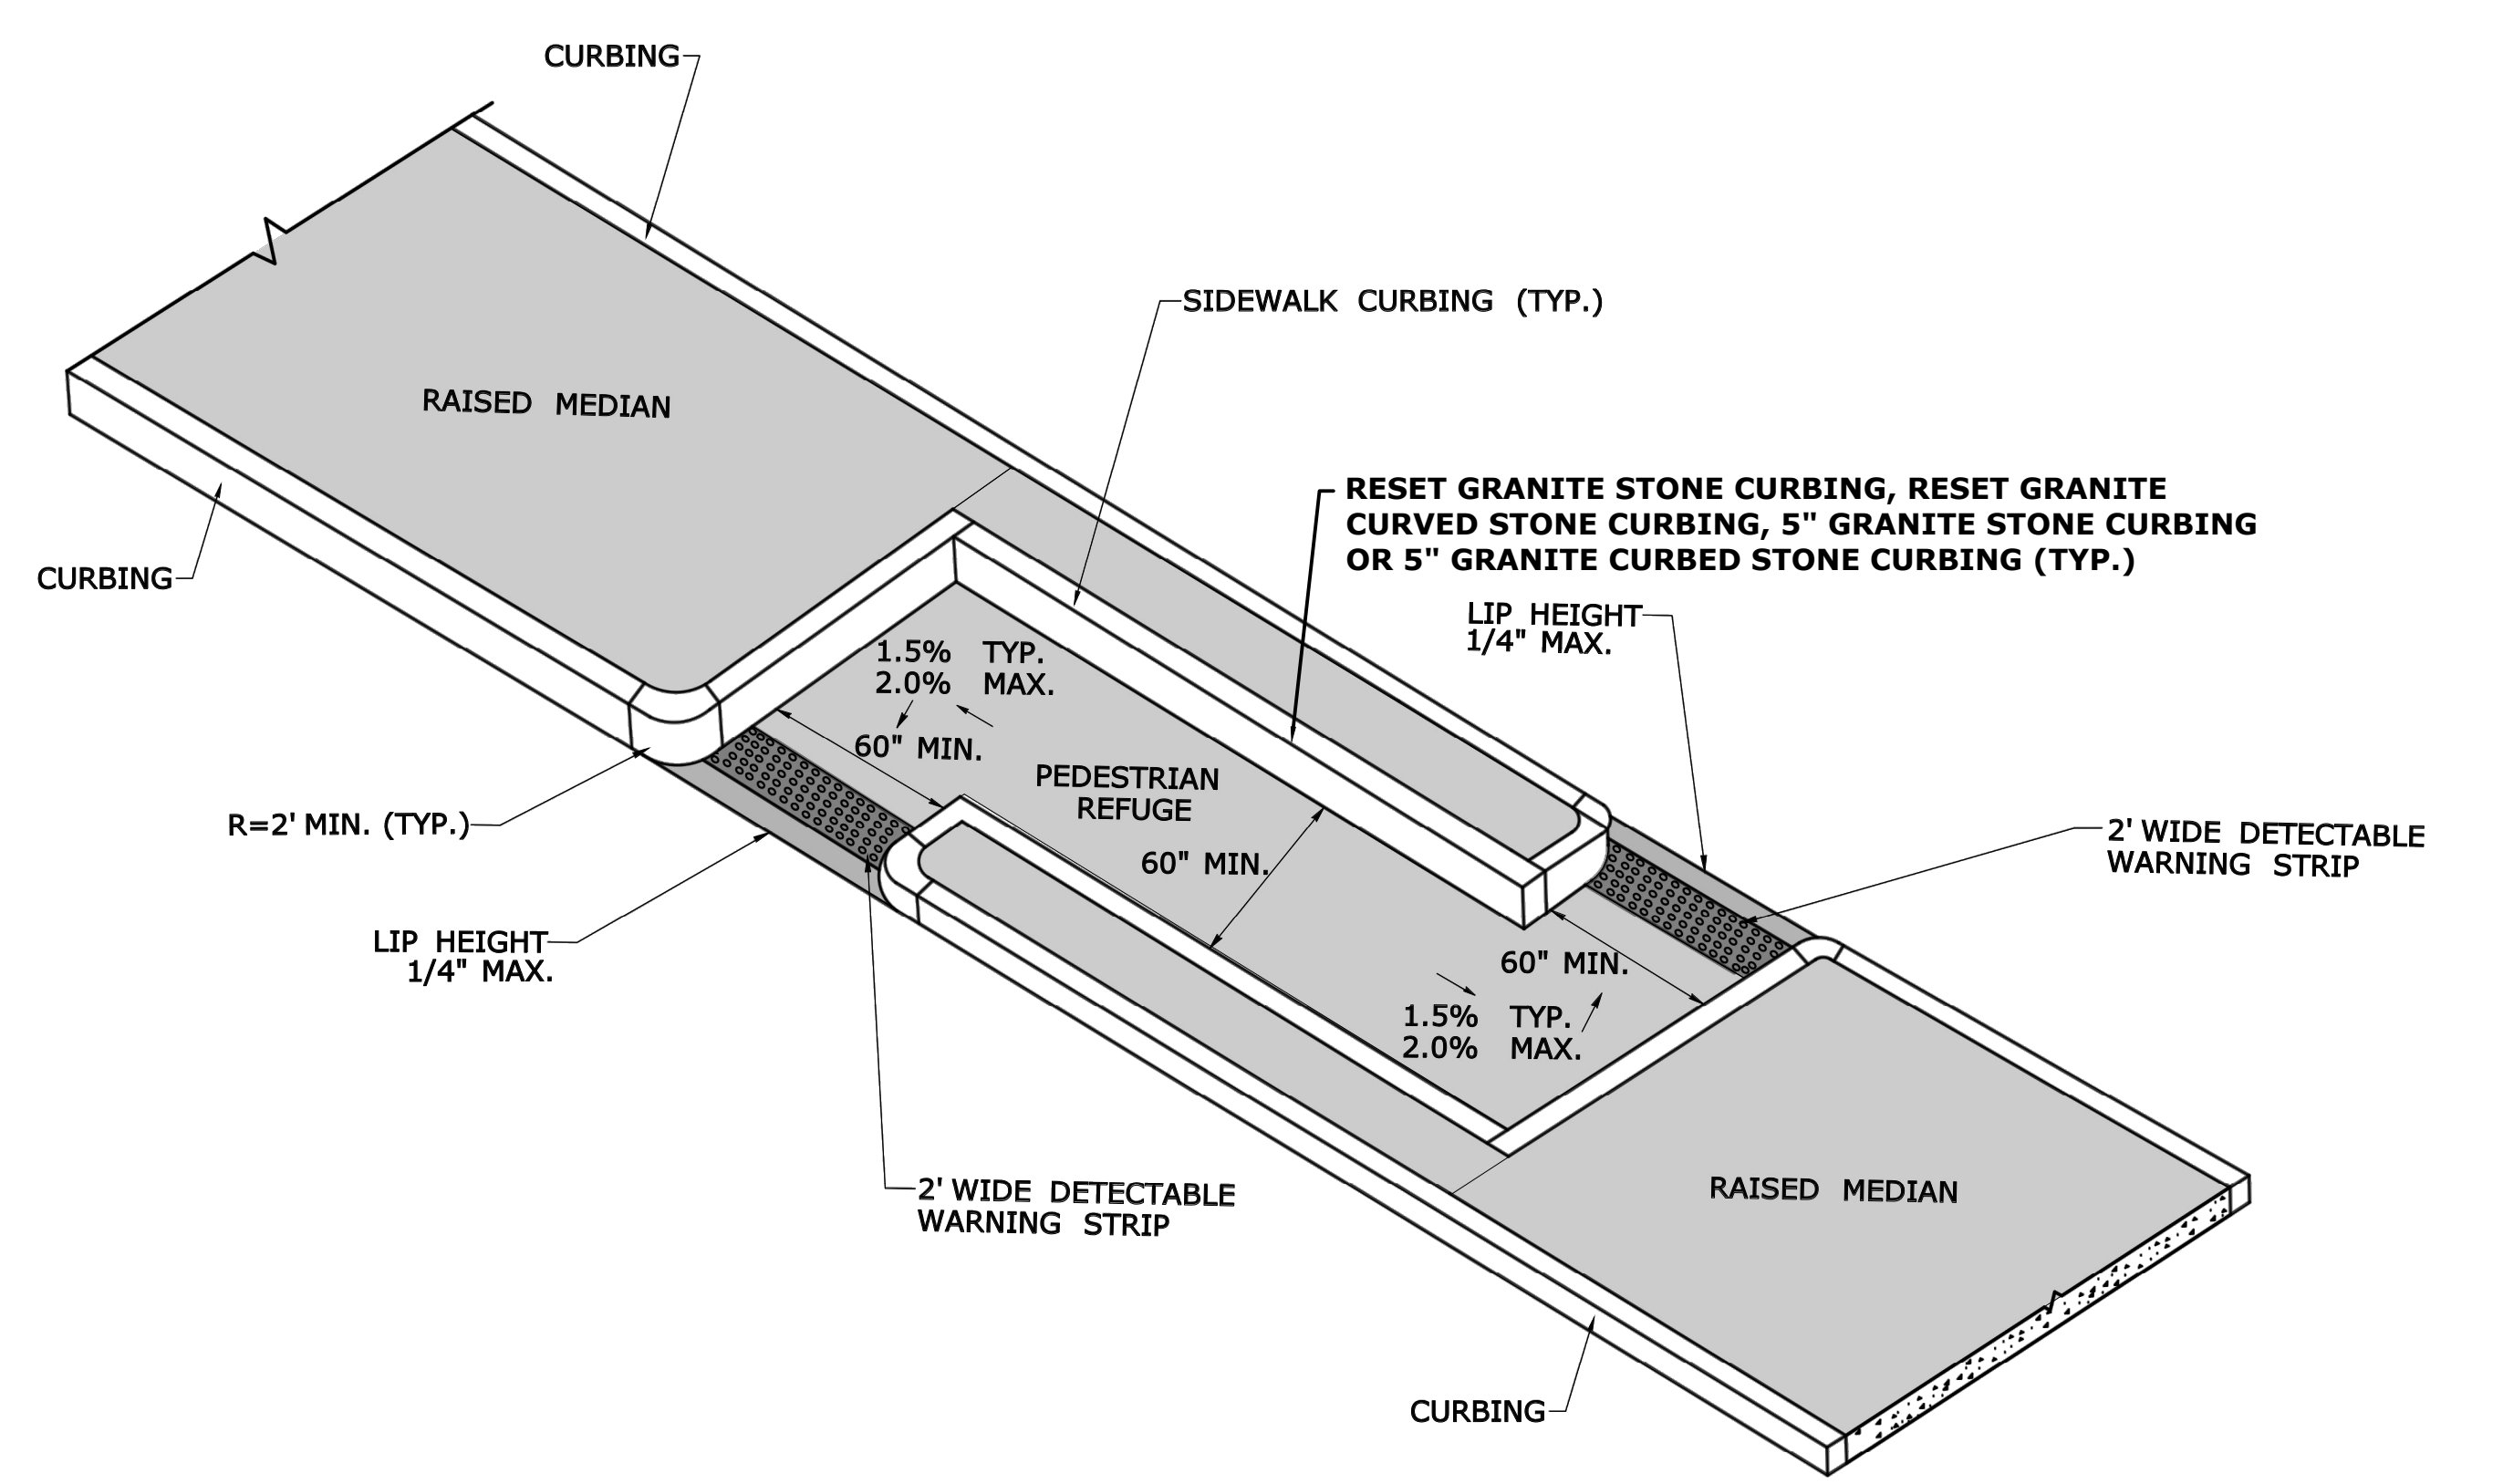 CURBING
SIDEWALK CURBING (TYP.)
RAISED MEDIAN
RESET GRANITE STONE CURBING, RESET GRANITE
CURVED STONE CURBING, 5" GRANITE STONE CURBING
OR 5" GRANITE CURBED STONE CURBING (TYP.)
CURBING
LIP HEIGHT
1/4" MAX.
1.5% TYP.
2.0% MAX.
60" MIN.
PEDESTRIAN
REFUGE
R=2' MIN. (TYP.)
60" MIN.
2' WIDE DETECTABLE
WARNING STRIP
LIP HEIGHT
1/4" MAX.
60" MIN.
1.5% TYP.
2.0% MAX.
2' WIDE DETECTABLE
WARNING STRIP
RAISED MEDIAN
CURBING